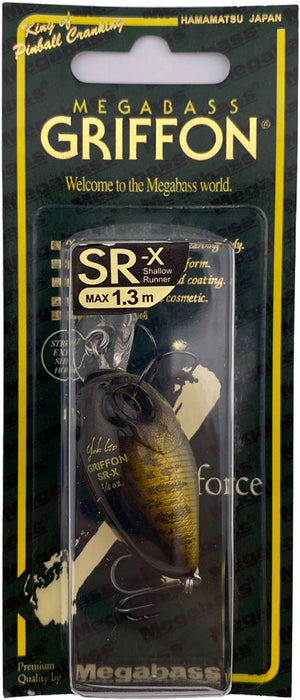 King of
Pinball Cranking
HAMAMATSU JAPAN
MEGABASS
GRIFFON®
Welcome to the Megabass world.
SR-X
Shallow
Runner
MAX 1.3 m
form.
coating.
cosmetic.
GRIFFON
SR-X
1/4 oz.
force
Megabass
Premium
Quality by
Megabass